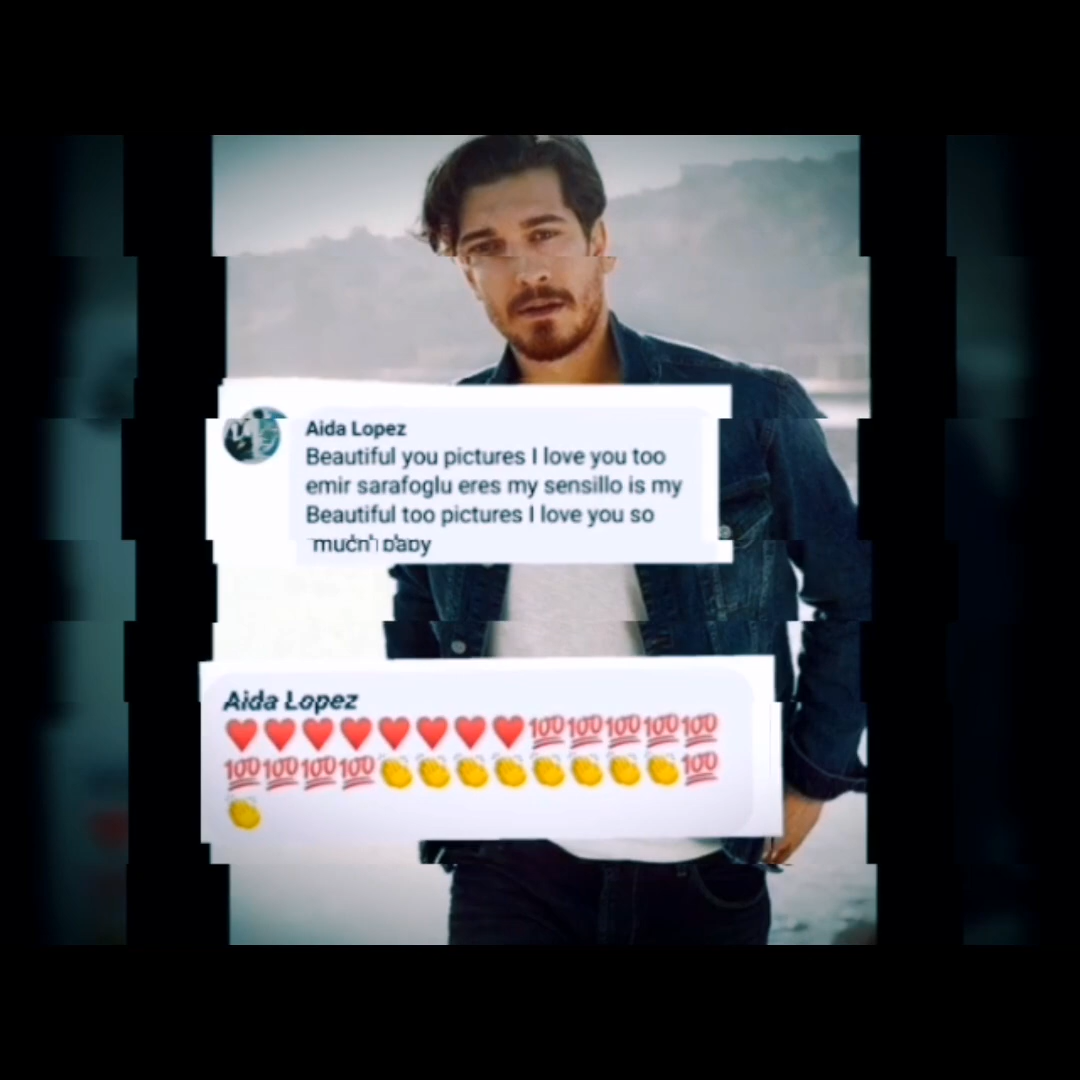 Aida Lopez
Beautiful you pictures I love you too
emir sarafoglu eres my sensillo is my
Beautiful too pictures I love you so
much
Aida Lopez
❤️❤️❤️❤️❤️❤️❤️❤️💯💯💯💯💯
💯💯💯💯👏👏👏👏👏👏👏👏💯
👏